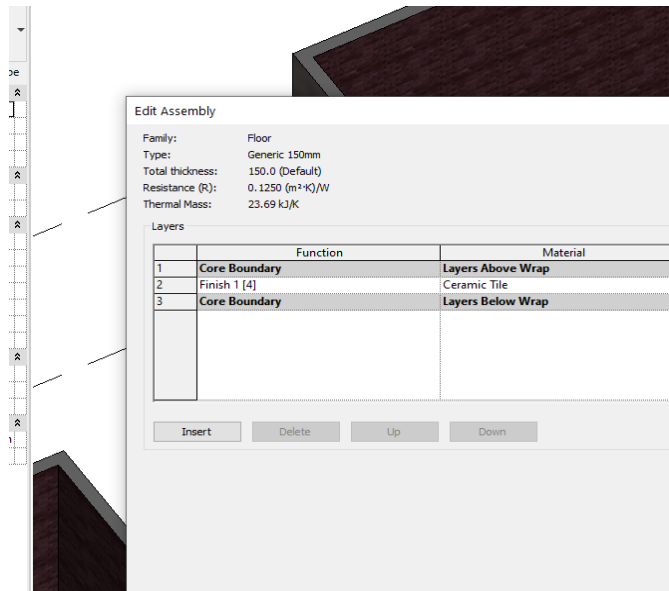 pe
Edit Assembly
Family: Floor
Type: Generic 150mm
Total thickness: 150.0 (Default)
Resistance (R): 0.1250 (m²·K)/W
Thermal Mass: 23.69 kJ/K
Layers
Function Material
1 Core Boundary Layers Above Wrap
2 Finish 1 [4] Ceramic Tile
3 Core Boundary Layers Below Wrap
Insert Delete Up Down